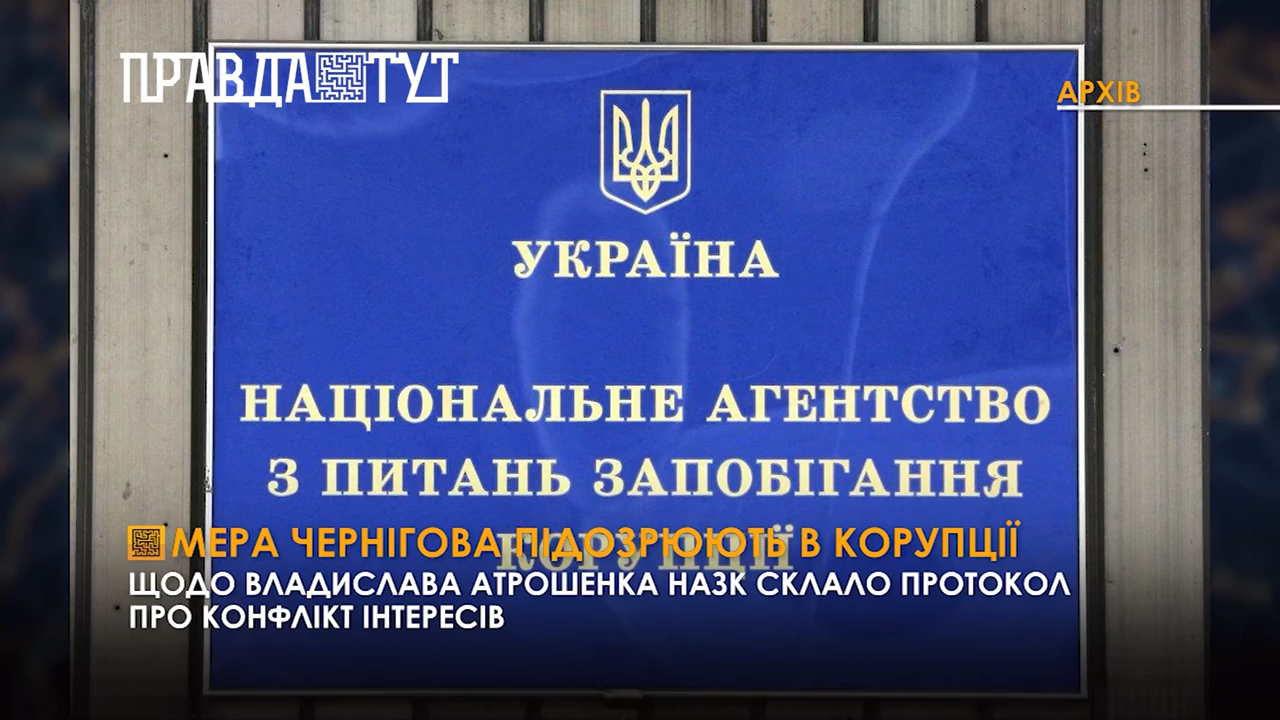 ПРАВДА ТУТ
АРХІВ
УКРАЇНА
НАЦІОНАЛЬНЕ АГЕНТСТВО
З ПИТАНЬ ЗАПОБІГАННЯ
КОРУПЦІЇ
МЕРА ЧЕРНІГОВА ПІДОЗРЮЮТЬ В КОРУПЦІЇ
ЩОДО ВЛАДИСЛАВА АТРОШЕНКА НАЗК СКЛАЛО ПРОТОКОЛ
ПРО КОНФЛІКТ ІНТЕРЕСІВ